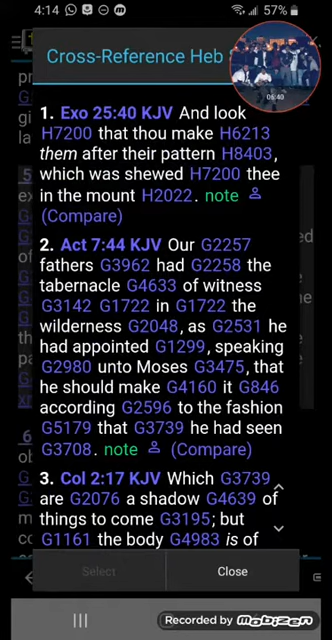 4:14
57%
Cross-Reference Heb
06:40
1. Exo 25:40 KJV And look
H7200 that thou make H6213
them after their pattern H8403,
which was shewed H7200 thee
in the mount H2022. note
(Compare)
2. Act 7:44 KJV Our G2257
fathers G3962 had G2258 the
tabernacle G4633 of witness
G3142 G1722 in G1722 the
wilderness G2048, as G2531 he
had appointed G1299, speaking
G2980 unto Moses G3475, that
he should make G4160 it G846
according G2596 to the fashion
G5179 that G3739 he had seen
G3708. note (Compare)
3. Col 2:17 KJV Which G3739
are G2076 a shadow G4639 of
things to come G3195; but
G1161 the body G4983 is of
Select Close
Recorded by mobizen